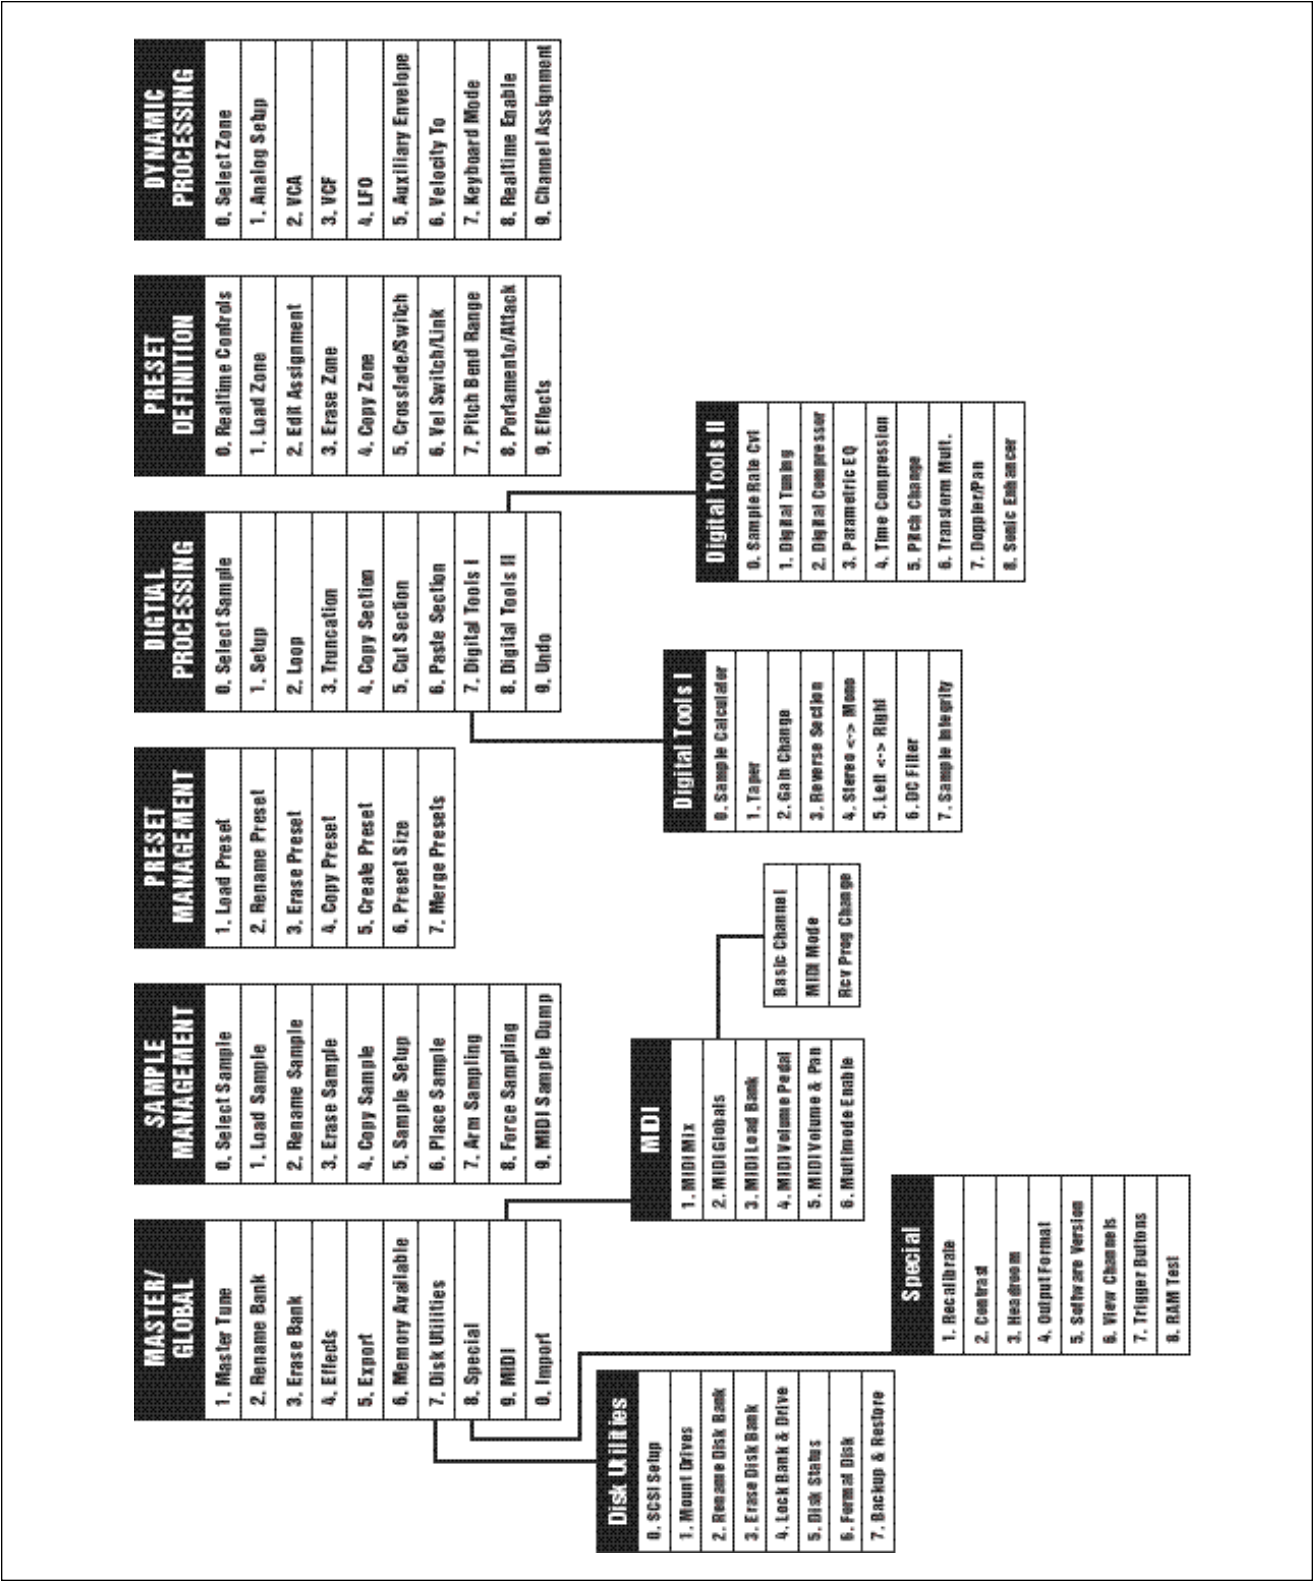 MASTER/
GLOBAL
1. Master Tune
2. Rename Bank
3. Erase Bank
4. Effects
5. Export
6. Memory Available
7. Disk Utilities
8. Special
9. MIDI
0. Import
SAMPLE
MANAGEMENT
0. Select Sample
1. Load Sample
2. Rename Sample
3. Erase Sample
4. Copy Sample
5. Sample Setup
6. Place Sample
7. Arm Sampling
8. Force Sampling
9. MIDI Sample Dump
PRESET
MANAGEMENT
1. Load Preset
2. Rename Preset
3. Erase Preset
4. Copy Preset
5. Create Preset
6. Preset Size
7. Merge Presets
DIGTIAL
PROCESSING
0. Select Sample
1. Setup
2. Loop
3. Truncation
4. Copy Section
5. Cut Section
6. Paste Section
7. Digital Tools I
8. Digital Tools II
9. Undo
PRESET
DEFINITION
0. Realtime Controls
1. Load Zone
2. Edit Assignment
3. Erase Zone
4. Copy Zone
5. Crossfade/Switch
6. Vel Switch/Link
7. Pitch Bend Range
8. Portamento/Attack
9. Effects
DYNAMIC
PROCESSING
0. Select Zone
1. Analog Setup
2. VCA
3. VCF
4. LFO
5. Auxiliary Envelope
6. Velocity To
7. Keyboard Mode
8. Realtime Enable
9. Channel Assignment
Disk Utilities
0. SCSI Setup
1. Mount Drives
2. Rename Disk Bank
3. Erase Disk Bank
4. Lock Bank & Drive
5. Disk Status
6. Format Disk
7. Backup & Restore
Special
1. Recalibrate
2. Contrast
3. Headroom
4. Output Format
5. Software Version
6. View Channels
7. Trigger Buttons
8. RAM Test
MIDI
1. MIDI Mix
2. MIDI Globals
3. MIDI Load Bank
4. MIDI Volume Pedal
5. MIDI Volume & Pan
6. Multimode Enable
Basic Channel
MIDI Mode
Rcv Prog Change
Digital Tools I
0. Sample Calculator
1. Taper
2. Gain Change
3. Reverse Section
4. Stereo <-> Mono
5. Left <-> Right
6. DC Filter
7. Sample Integrity
Digital Tools II
0. Sample Rate Cvt
1. Digital Tuning
2. Digital Compressor
3. Parametric EQ
4. Time Compression
5. Pitch Change
6. Transform Mult.
7. Doppler/Pan
8. Sonic Enhancer